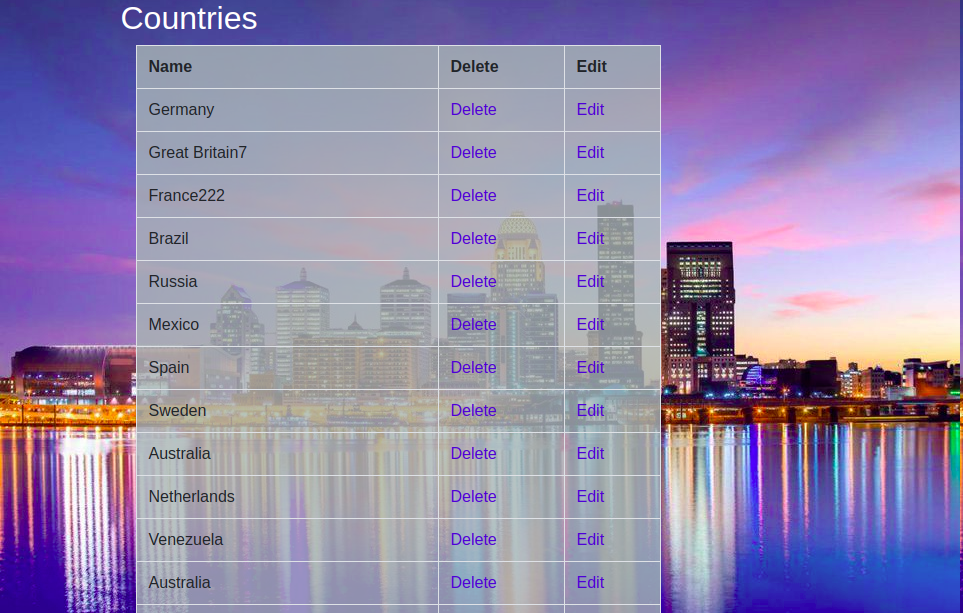 Countries
Name Delete Edit
Germany Delete Edit
Great Britain7 Delete Edit
France222 Delete Edit
Brazil Delete Edit
Russia Delete Edit
Mexico Delete Edit
Spain Delete Edit
Sweden Delete Edit
Australia Delete Edit
Netherlands Delete Edit
Venezuela Delete Edit
Australia Delete Edit